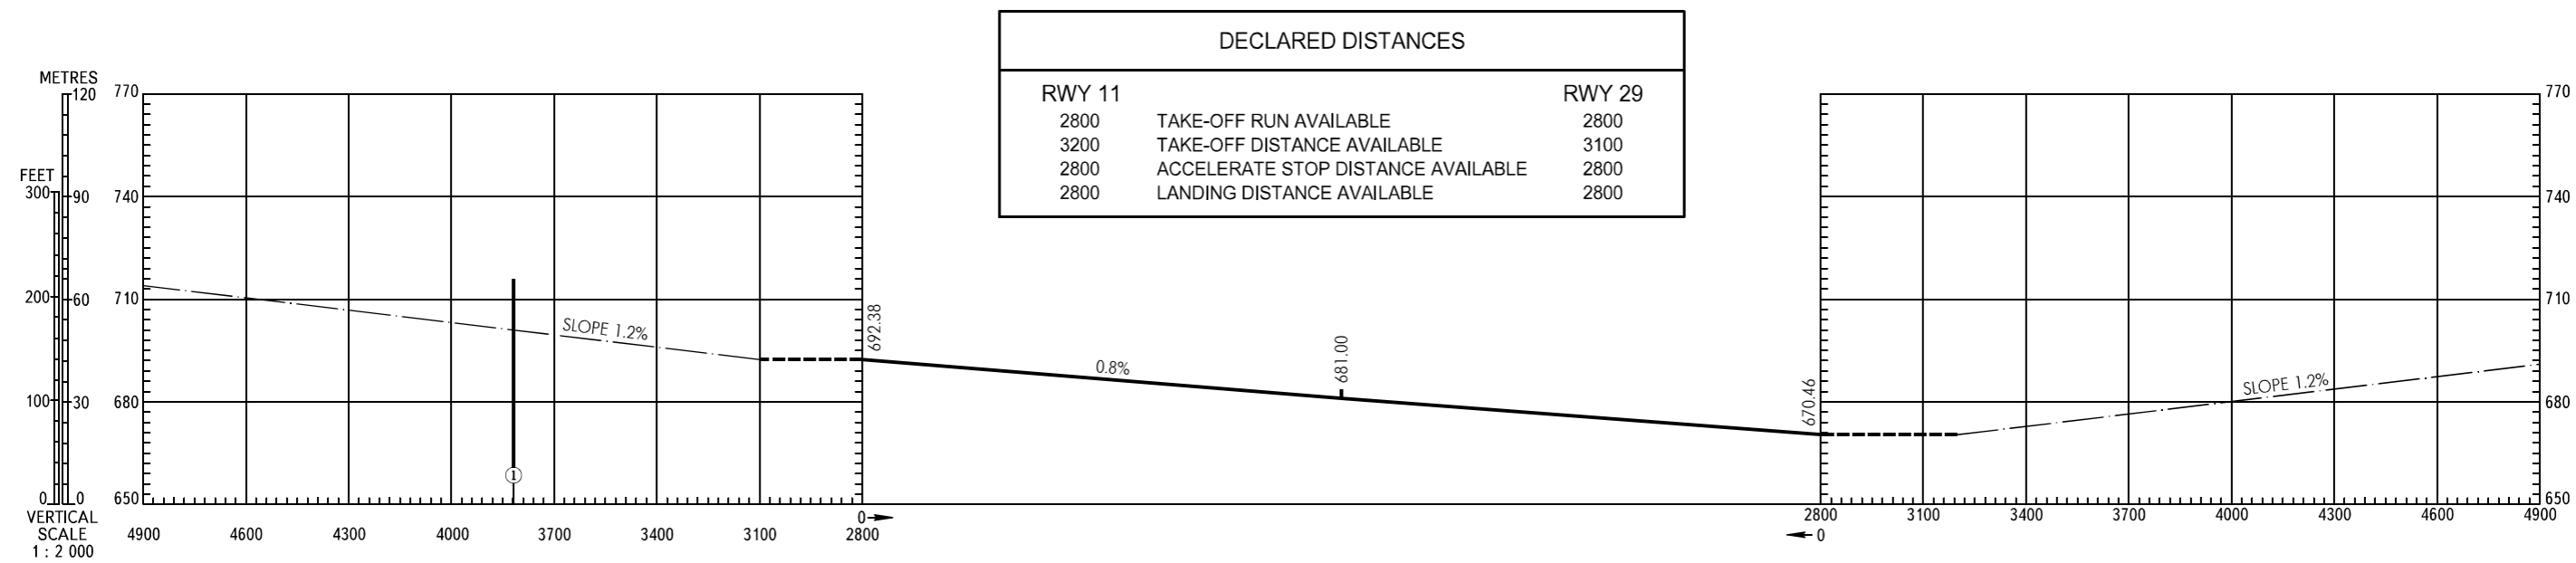 DECLARED DISTANCES
RWY 11 RWY 29
2800 TAKE-OFF RUN AVAILABLE 2800
3200 TAKE-OFF DISTANCE AVAILABLE 3100
2800 ACCELERATE STOP DISTANCE AVAILABLE 2800
2800 LANDING DISTANCE AVAILABLE 2800
METRES
120
90
60
30
0
FEET
300
200
100
0
VERTICAL
SCALE
1 : 2 000
770
740
710
680
650
SLOPE 1.2%
1
4900 4600 4300 4000 3700 3400 3100 2800
0
692.38
0.8%
681.00
670.46
SLOPE 1.2%
770
740
710
680
650
2800 3100 3400 3700 4000 4300 4600 4900
0